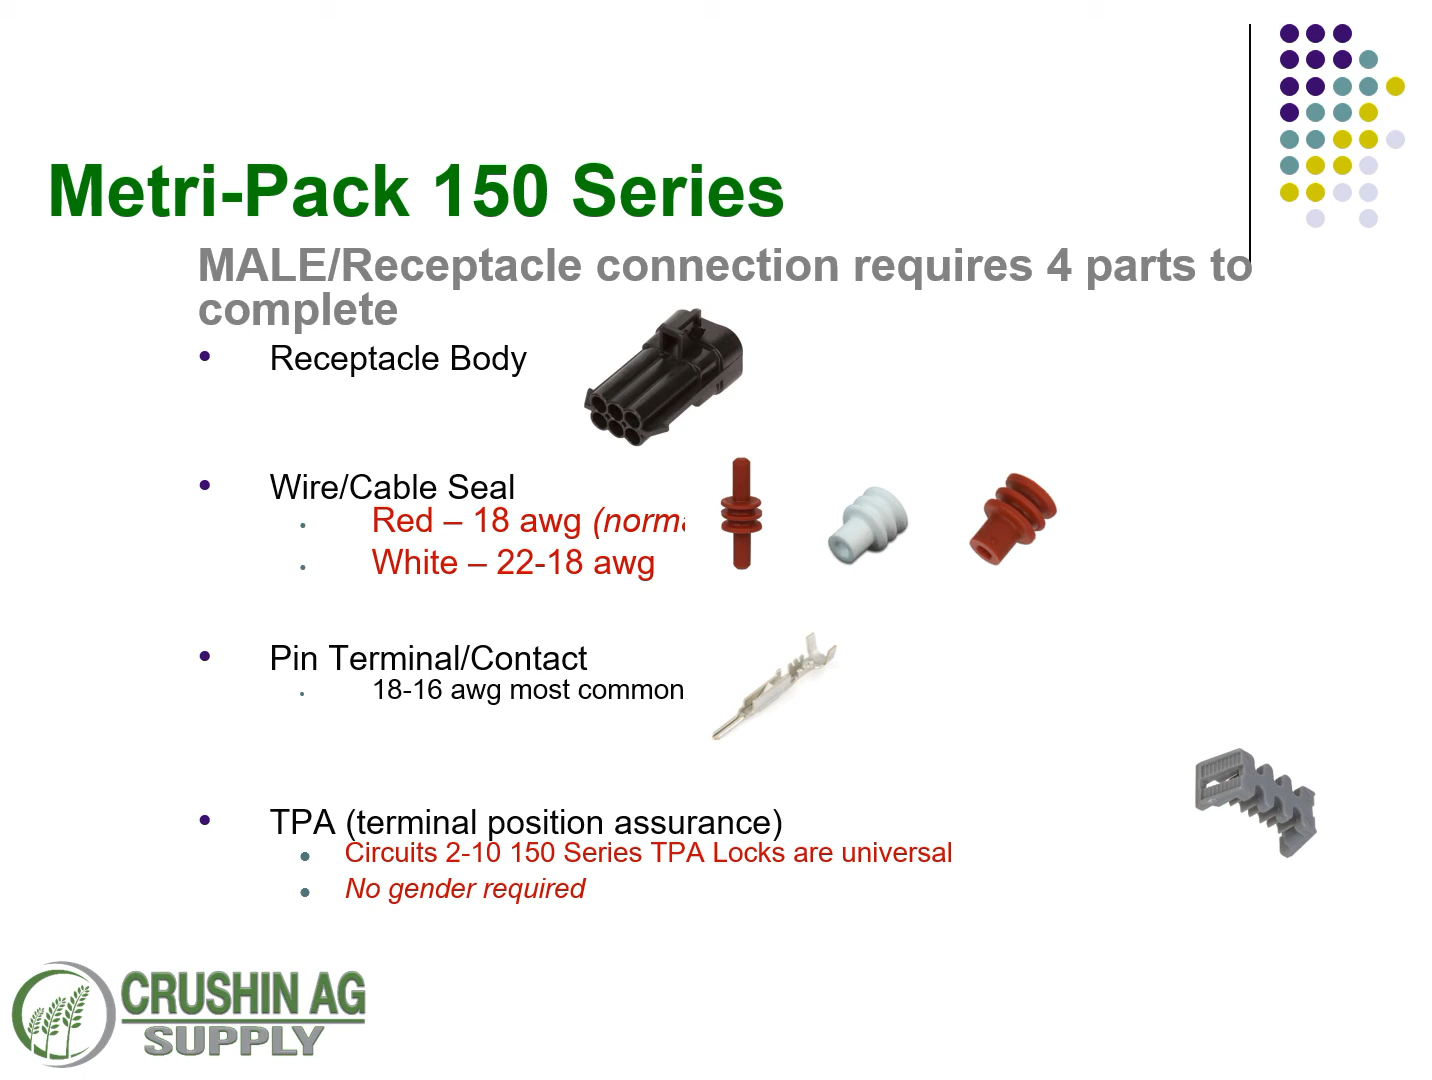 Metri-Pack 150 Series
MALE/Receptacle connection requires 4 parts to
complete
• Receptacle Body
• Wire/Cable Seal
• Red – 18 awg
• White – 22-18 awg
• Pin Terminal/Contact
• 18-16 awg most common
• TPA (terminal position assurance)
• Circuits 2-10 150 Series TPA Locks are universal
• No gender required
CRUSHIN AG
SUPPLY